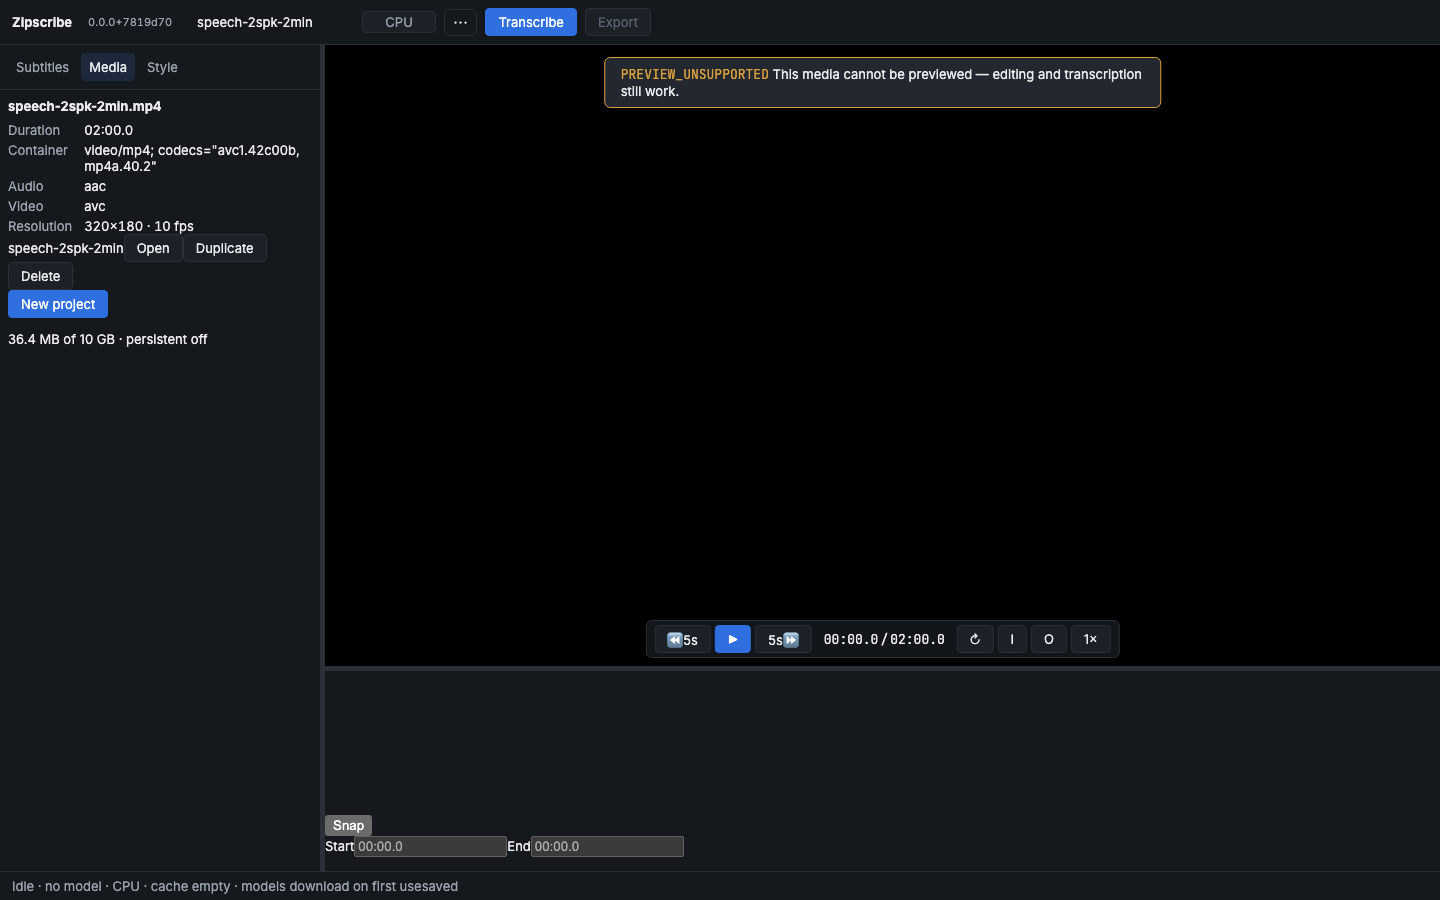 Zipscribe 0.0.0+7819d70 speech-2spk-2min CPU ··· Transcribe Export
Subtitles Media Style
speech-2spk-2min.mp4
Duration 02:00.0
Container video/mp4; codecs="avc1.42c00b,
mp4a.40.2"
Audio aac
Video avc
Resolution 320×180 · 10 fps
speech-2spk-2min Open Duplicate
Delete
New project
36.4 MB of 10 GB · persistent off
PREVIEW_UNSUPPORTED This media cannot be previewed — editing and transcription
still work.
⏪5s ▶ 5s⏩ 00:00.0/02:00.0 ↻ I O 1×
Snap
Start 00:00.0 End 00:00.0
Idle · no model · CPU · cache empty · models download on first usesaved